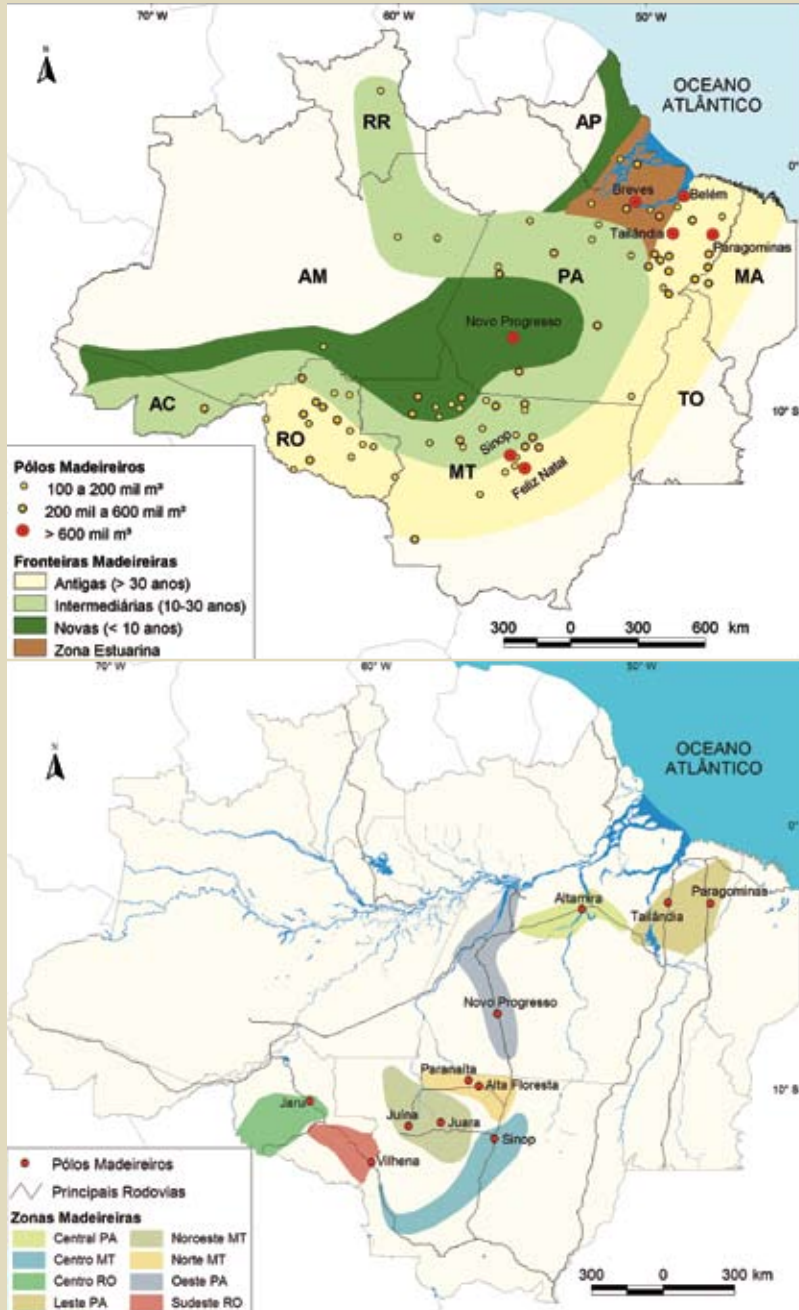 70° W
60° W
50° W
N
OCEANO
ATLÂNTICO
RR
AP
0°
Breves
Belém
Tailândia
Paragominas
AM
PA
MA
Novo Progresso
AC
TO
10° S
RO
Sinop
MT
Feliz Natal
Pólos Madeireiros
100 a 200 mil m³
200 mil a 600 mil m³
> 600 mil m³
Fronteiras Madeireiras
Antigas (> 30 anos)
Intermediárias (10-30 anos)
Novas (< 10 anos)
Zona Estuarina
300 0 300 600 km
70° W
60° W
50° W
N
OCEANO
ATLÂNTICO
0°
Altamira
Paragominas
Tailândia
Novo Progresso
Paranaíta
Alta Floresta
10° S
Jaru
Juína
Juara
Sinop
Vilhena
Pólos Madeireiros
Principais Rodovias
Zonas Madeireiras
Central PA
Noroeste MT
Centro MT
Norte MT
Centro RO
Oeste PA
Leste PA
Sudeste RO
300 0 300 km